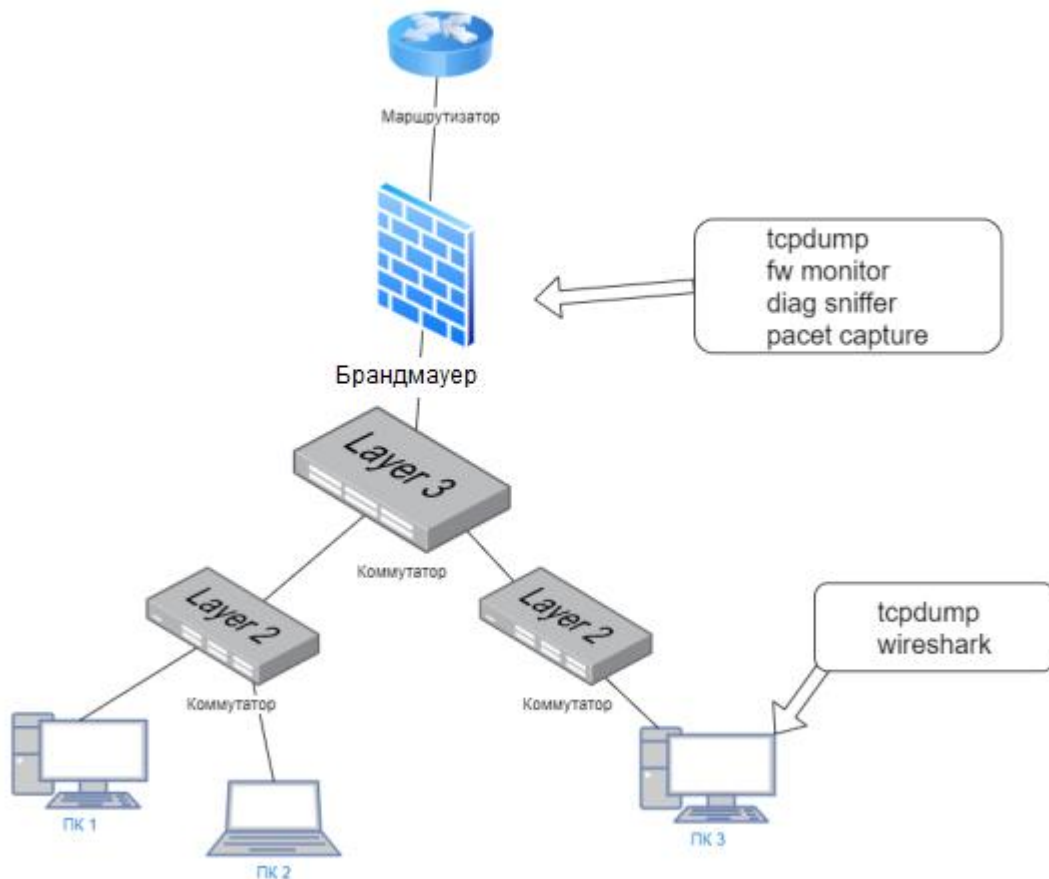 Маршрутизатор
tcpdump
fw monitor
diag sniffer
pacet capture
Брандмауер
Layer 3
Коммутатор
Layer 2
Layer 2
tcpdump
wireshark
Коммутатор
Коммутатор
ПК 1
ПК 2
ПК 3